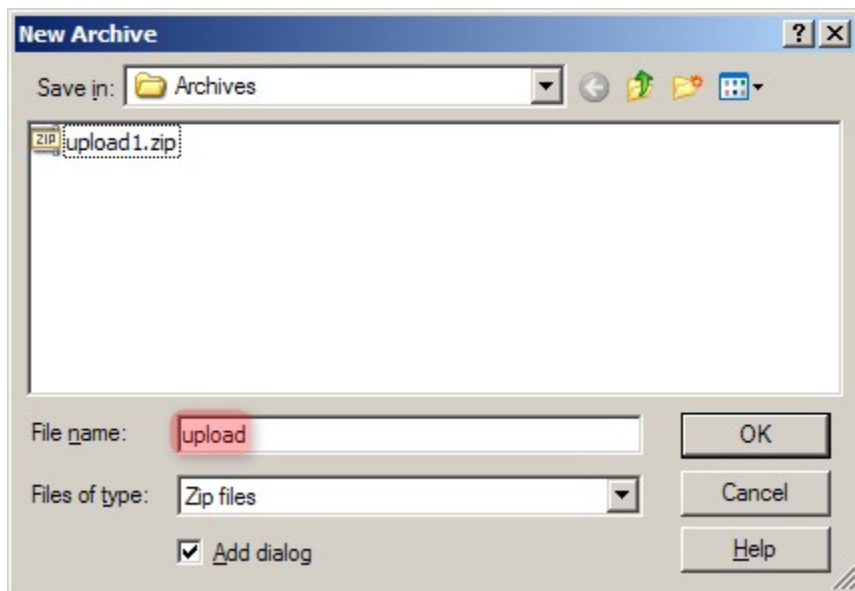 New Archive
Save in: Archives
ZIP upload1.zip
File name: upload OK
Files of type: Zip files Cancel
Add dialog Help